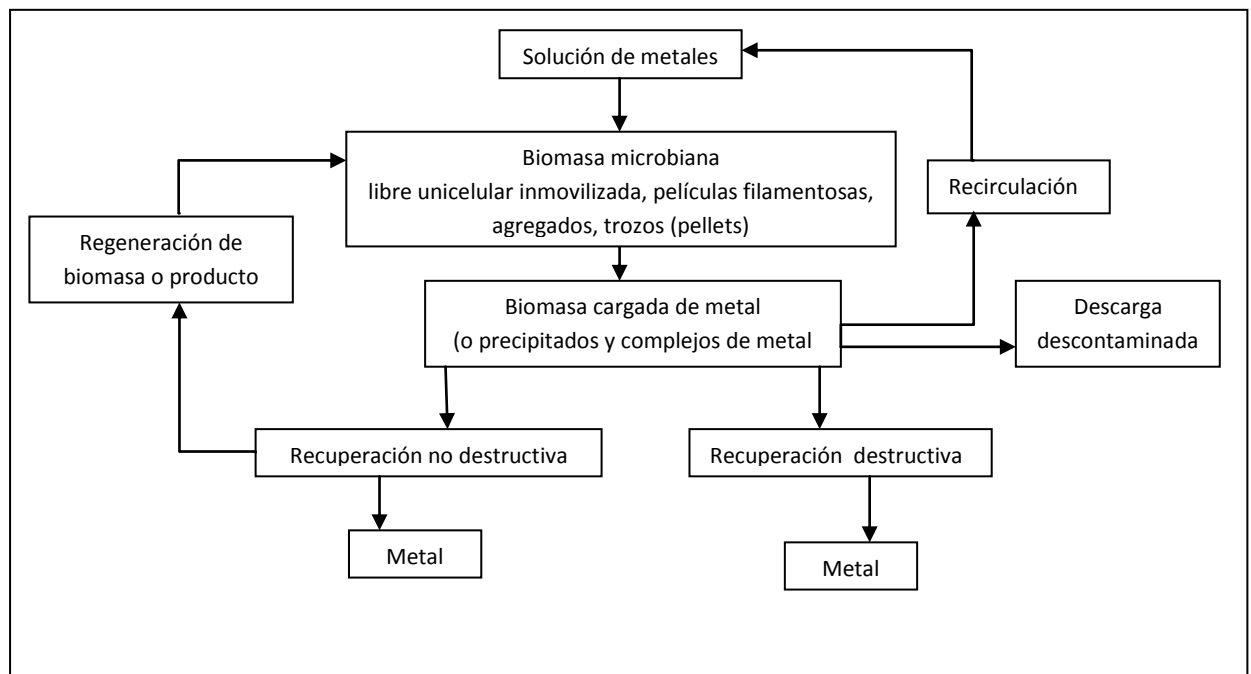 Solución de metales
Biomasa microbiana
libre unicelular inmovilizada, películas filamentosas,
agregados, trozos (pellets)
Recirculación
Regeneración de
biomasa o producto
Biomasa cargada de metal
(o precipitados y complejos de metal
Descarga
descontaminada
Recuperación no destructiva
Recuperación  destructiva
Metal
Metal